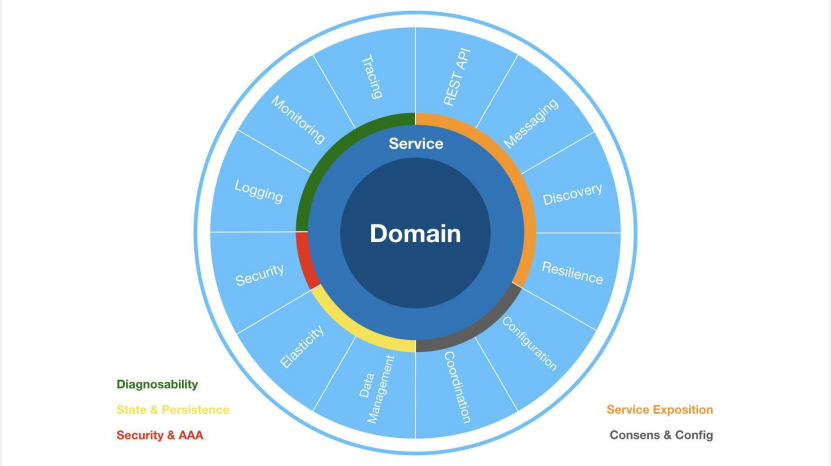 Tracing
REST API
Monitoring
Messaging
Service
Logging
Discovery
Domain
Security
Resilience
Elasticity
Configuration
Data
Management
Coordination
Diagnosability
State & Persistence
Security & AAA
Service Exposition
Consens & Config